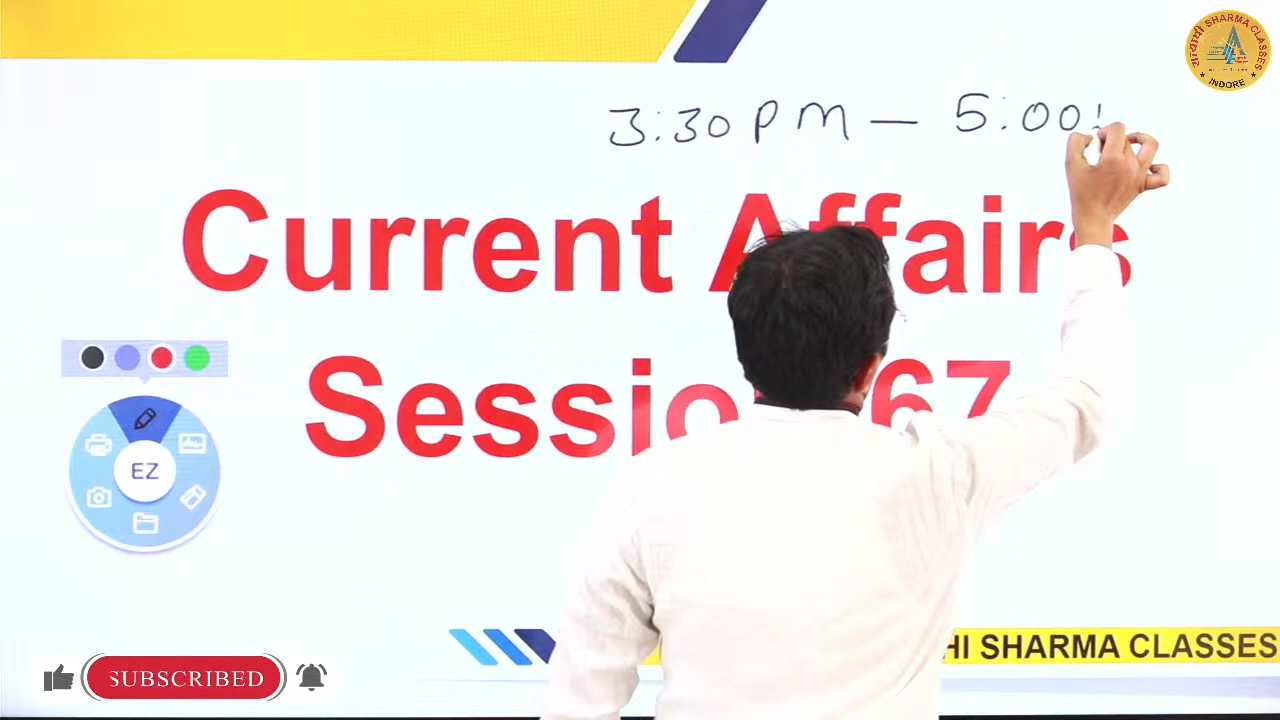 SHARMA CLASSES
INDORE
3:30 PM — 5:00
Current Affairs
Session 67
EZ
HI SHARMA CLASSES
SUBSCRIBED